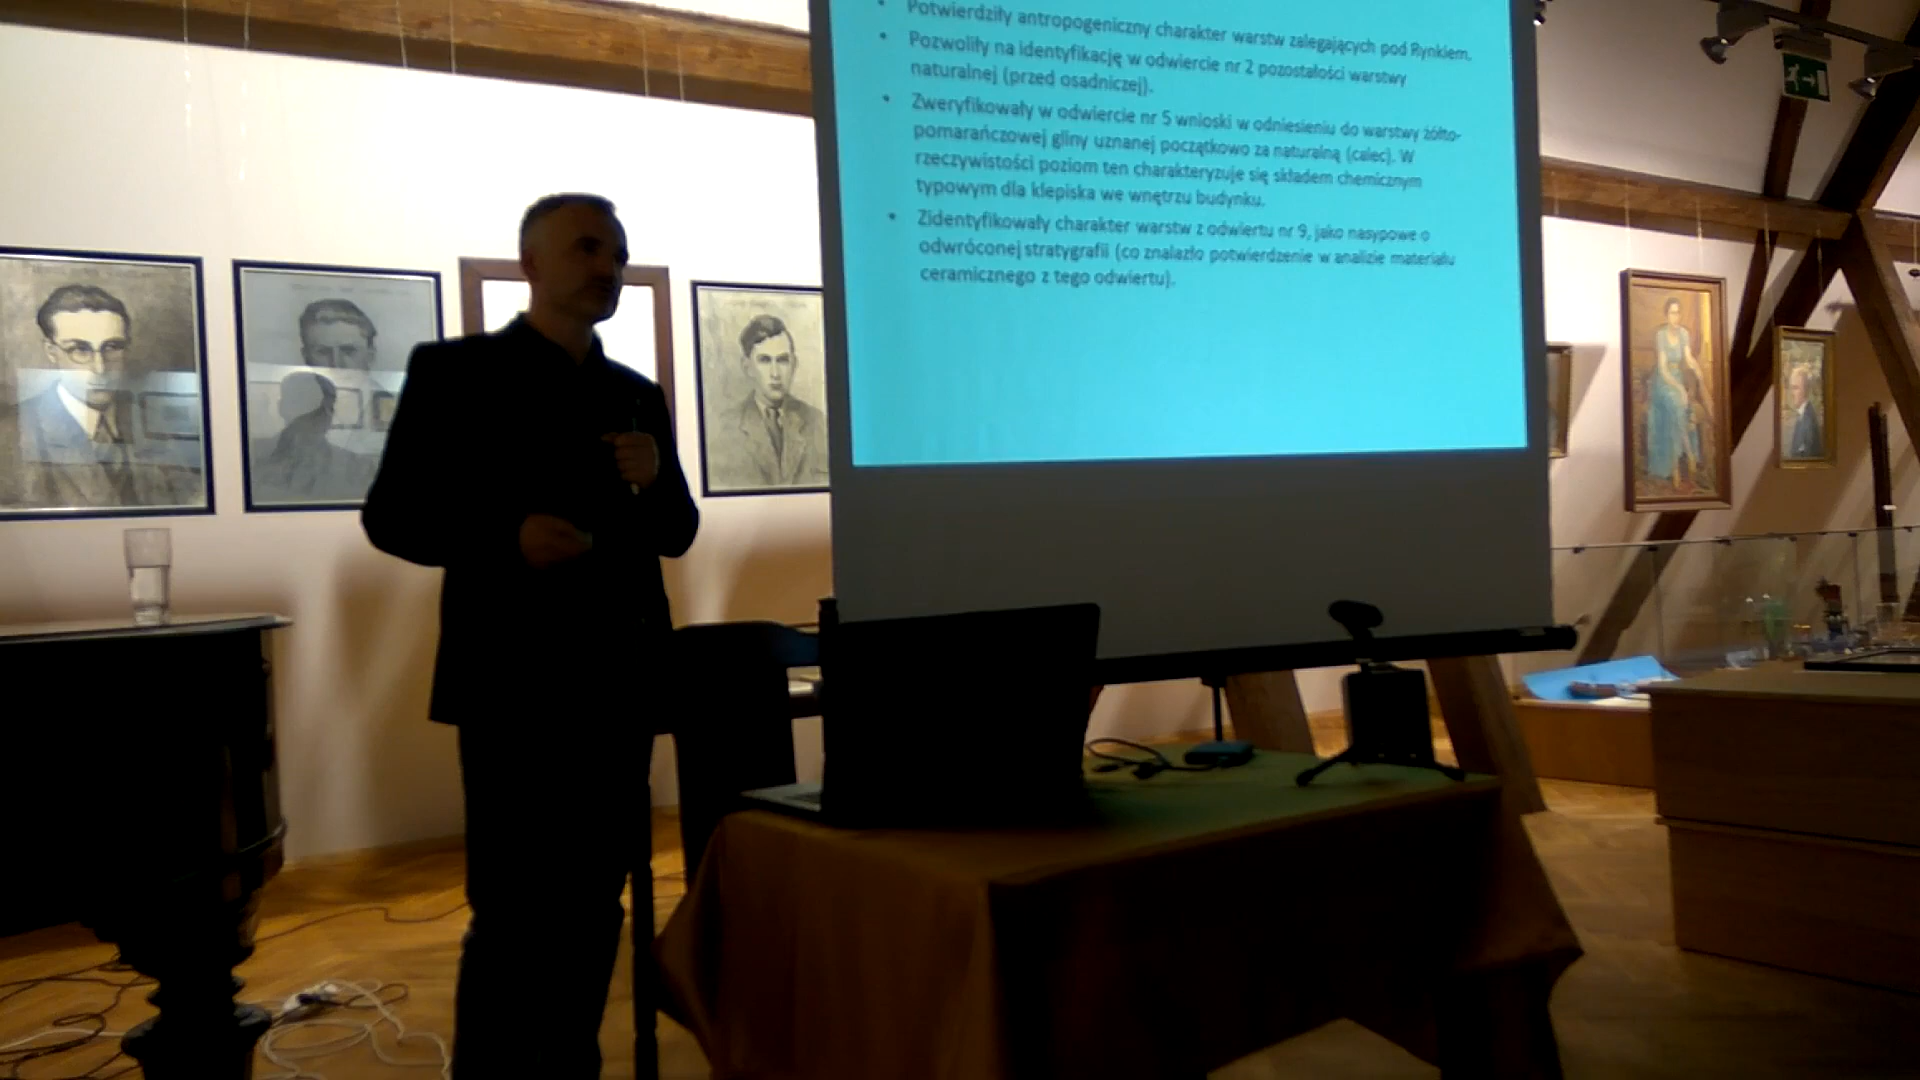 • Potwierdziły antropogeniczny charakter warstw zalegających pod Rynkiem.
• Pozwoliły na identyfikację w odwiercie nr 2 pozostałości warstwy
naturalnej (przed osadniczej).
• Zweryfikowały w odwiercie nr 5 wnioski w odniesieniu do warstwy żółto-
pomarańczowej gliny uznanej początkowo za naturalną (calec). W
rzeczywistości poziom ten charakteryzuje się składem chemicznym
typowym dla klepiska we wnętrzu budynku.
• Zidentyfikowały charakter warstw z odwiertu nr 9, jako nasypowe o
odwróconej stratygrafii (co znalazło potwierdzenie w analizie materiału
ceramicznego z tego odwiertu).